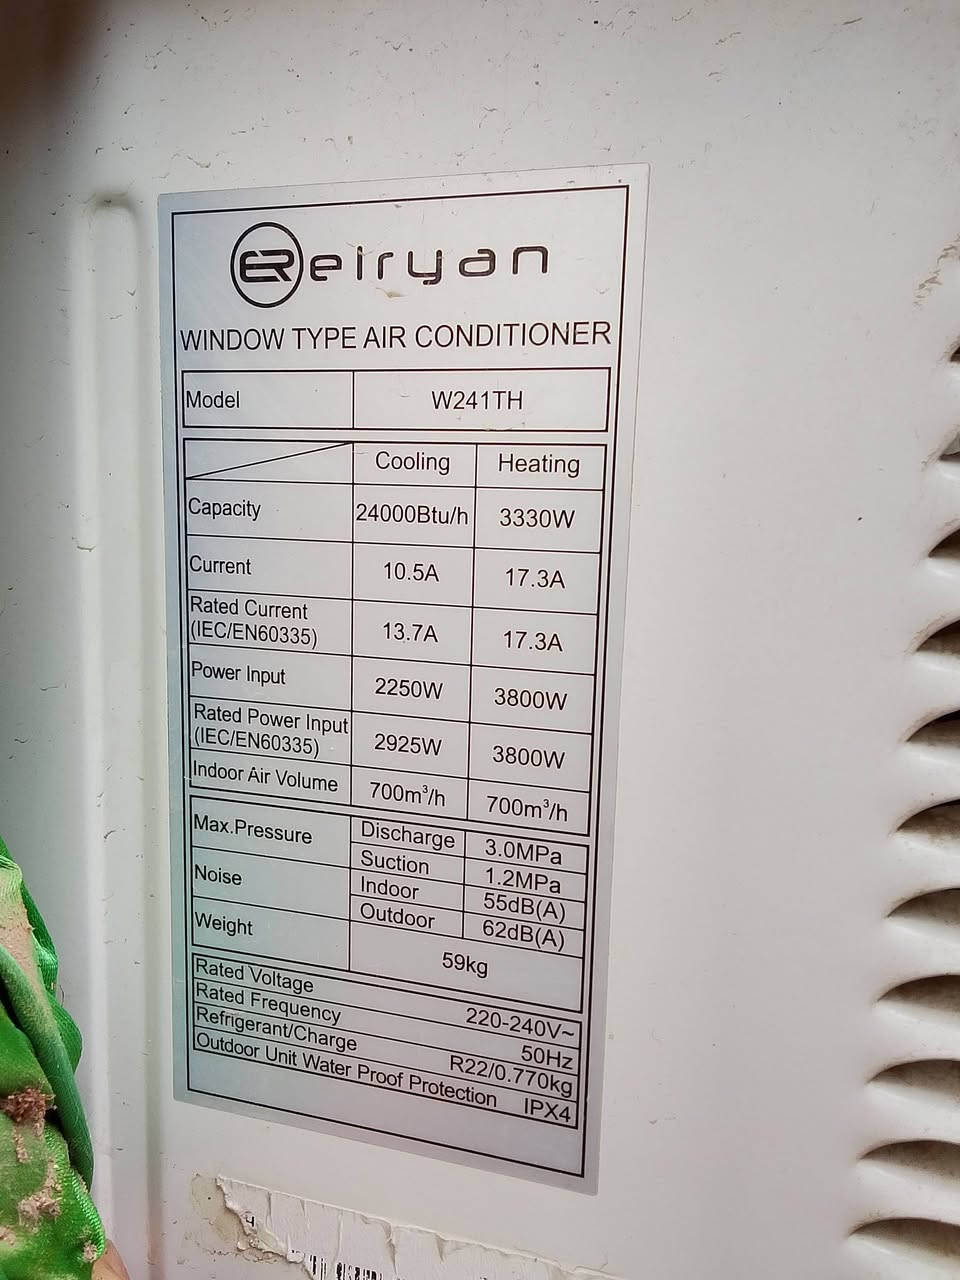 ER eiryan
WINDOW TYPE AIR CONDITIONER
Model W241TH
Cooling Heating
Capacity 24000Btu/h 3330W
Current 10.5A 17.3A
Rated Current
(IEC/EN60335) 13.7A 17.3A
Power Input 2250W 3800W
Rated Power Input
(IEC/EN60335) 2925W 3800W
Indoor Air Volume 700m³/h 700m³/h
Max.Pressure Discharge 3.0MPa
Suction 1.2MPa
Noise Indoor 55dB(A)
Outdoor 62dB(A)
Weight 59kg
Rated Voltage 220-240V~
Rated Frequency 50Hz
Refrigerant/Charge R22/0.770kg
Outdoor Unit Water Proof Protection IPX4